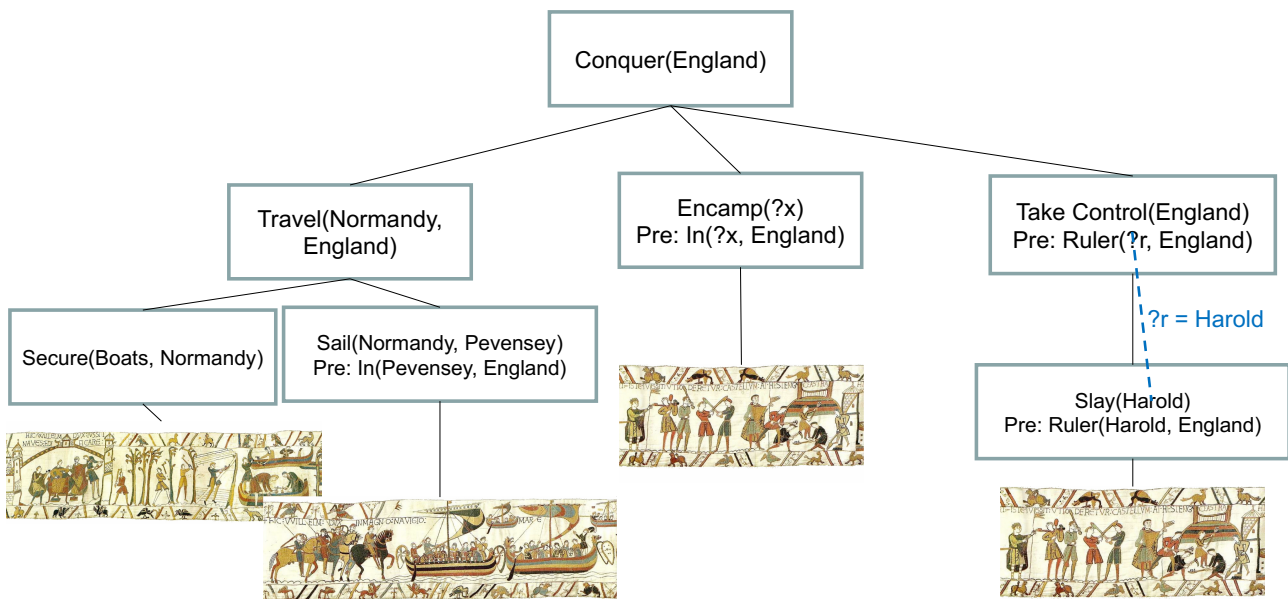 Conquer(England)
Travel(Normandy,
England)
Encamp(?x)
Pre: In(?x, England)
Take Control(England)
Pre: Ruler(?r, England)
?r = Harold
Secure(Boats, Normandy)
Sail(Normandy, Pevensey)
Pre: In(Pevensey, England)
Slay(Harold)
Pre: Ruler(Harold, England)